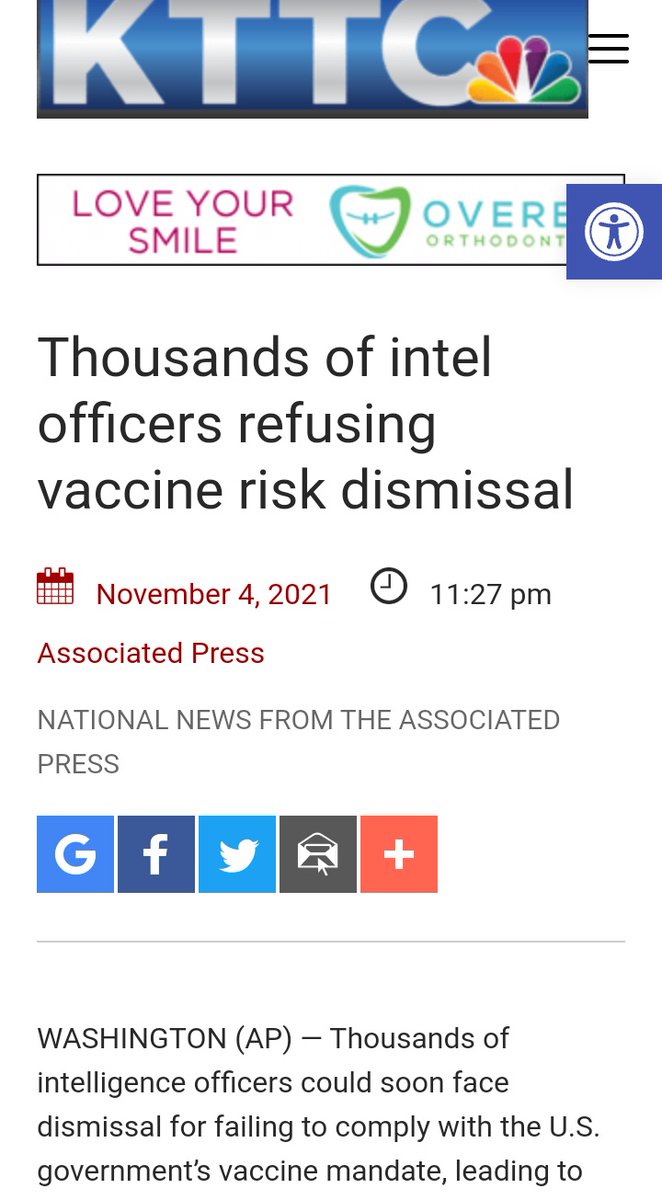 KTTC
LOVE YOUR
SMILE
OVERE
ORTHODONT
Thousands of intel
officers refusing
vaccine risk dismissal
November 4, 2021 11:27 pm
Associated Press
NATIONAL NEWS FROM THE ASSOCIATED
PRESS
WASHINGTON (AP) — Thousands of
intelligence officers could soon face
dismissal for failing to comply with the U.S.
government’s vaccine mandate, leading to